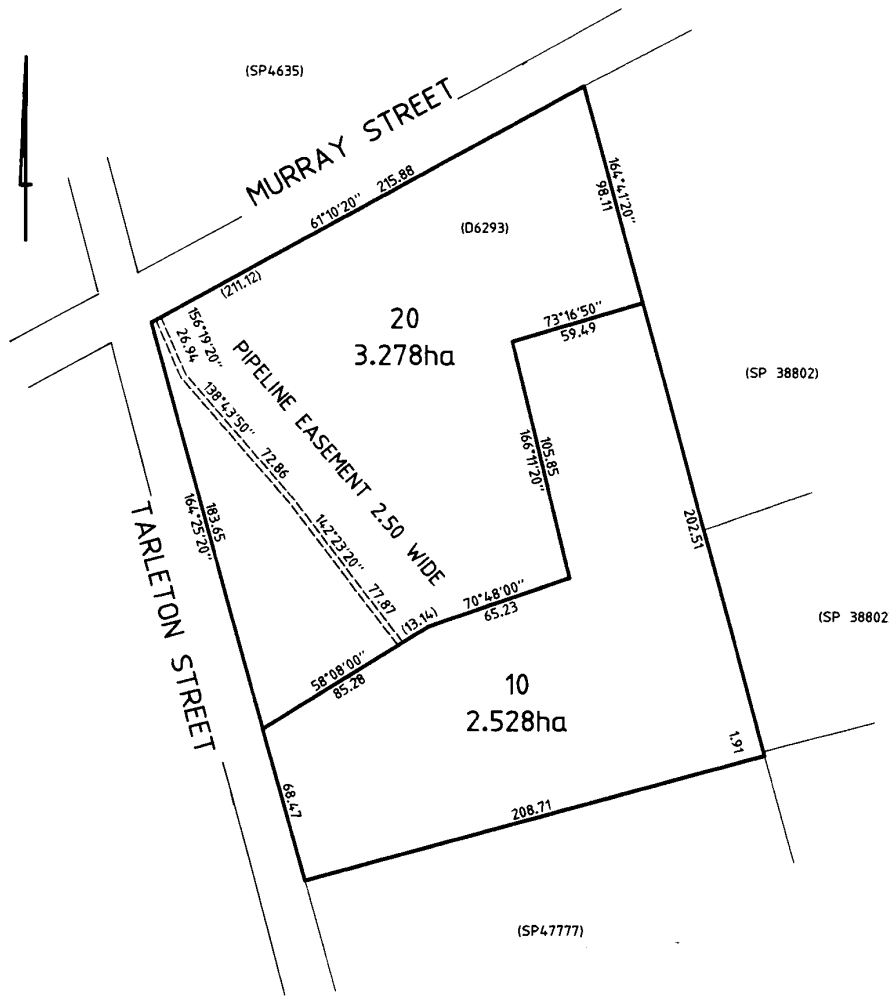 (SP4635)
MURRAY STREET
61°10'20" 215.88
(211.12)
164°41'20"
98.11
(D6293)
20
3.278ha
73°16'50"
59.49
156°19'20"
26.94
PIPELINE EASEMENT 2.50 WIDE
138°43'50" 72.86
142°23'20" 77.87
(SP 38802)
105.85
166°11'20"
183.65
164°25'20"
TARLETON STREET
202.51
(13.14)
70°48'00"
65.23
(SP 38802
58°08'00"
85.28
10
2.528ha
1.91
68.47
208.71
(SP47777)